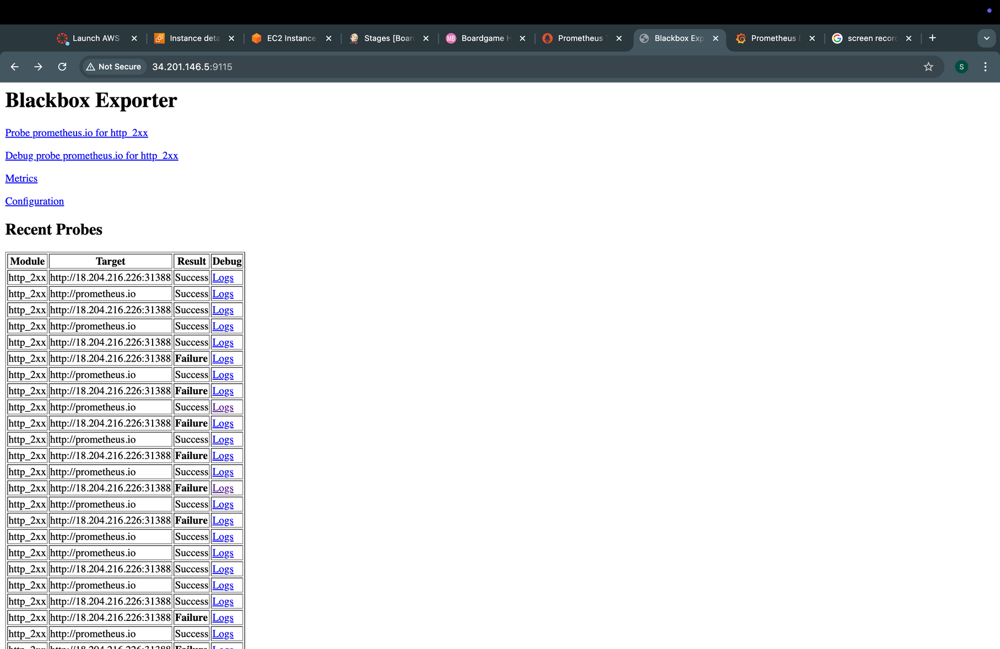 Launch AWS
Instance deta
EC2 Instance
Stages [Boar
MB Boardgame H
Prometheus T
Blackbox Exp
Prometheus
screen recor
Not Secure 34.201.146.5:9115
S
Blackbox Exporter
Probe prometheus.io for http_2xx
Debug probe prometheus.io for http_2xx
Metrics
Configuration
Recent Probes
Module Target Result Debug
http_2xx http://18.204.216.226:31388 Success Logs
http_2xx http://prometheus.io Success Logs
http_2xx http://18.204.216.226:31388 Success Logs
http_2xx http://prometheus.io Success Logs
http_2xx http://18.204.216.226:31388 Success Logs
http_2xx http://18.204.216.226:31388 Failure Logs
http_2xx http://prometheus.io Success Logs
http_2xx http://18.204.216.226:31388 Failure Logs
http_2xx http://prometheus.io Success Logs
http_2xx http://18.204.216.226:31388 Failure Logs
http_2xx http://prometheus.io Success Logs
http_2xx http://18.204.216.226:31388 Failure Logs
http_2xx http://prometheus.io Success Logs
http_2xx http://18.204.216.226:31388 Failure Logs
http_2xx http://prometheus.io Success Logs
http_2xx http://18.204.216.226:31388 Failure Logs
http_2xx http://prometheus.io Success Logs
http_2xx http://prometheus.io Success Logs
http_2xx http://18.204.216.226:31388 Success Logs
http_2xx http://prometheus.io Success Logs
http_2xx http://18.204.216.226:31388 Success Logs
http_2xx http://18.204.216.226:31388 Failure Logs
http_2xx http://prometheus.io Success Logs
http_2xx http://18.204.216.226:31388 Failure Logs